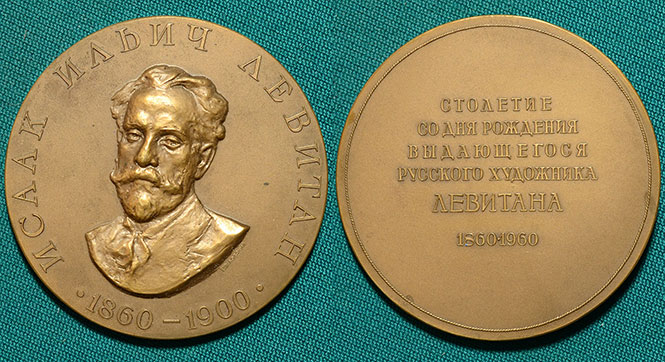 ИСААК ИЛЬИЧ ЛЕВИТАН
·1860–1900·
СТОЛЕТИЕ
СО ДНЯ РОЖДЕНИЯ
ВЫДАЮЩЕГОСЯ
РУССКОГО ХУДОЖНИКА
ЛЕВИТАНА
1860·1960